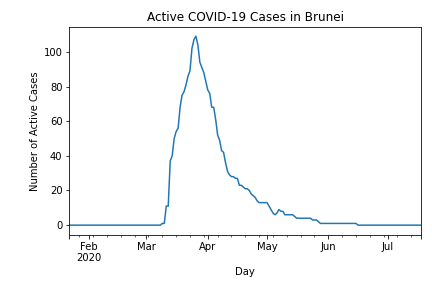 Active COVID-19 Cases in Brunei
Number of Active Cases
100
80
60
40
20
0
Feb
2020
Mar
Apr
May
Jun
Jul
Day